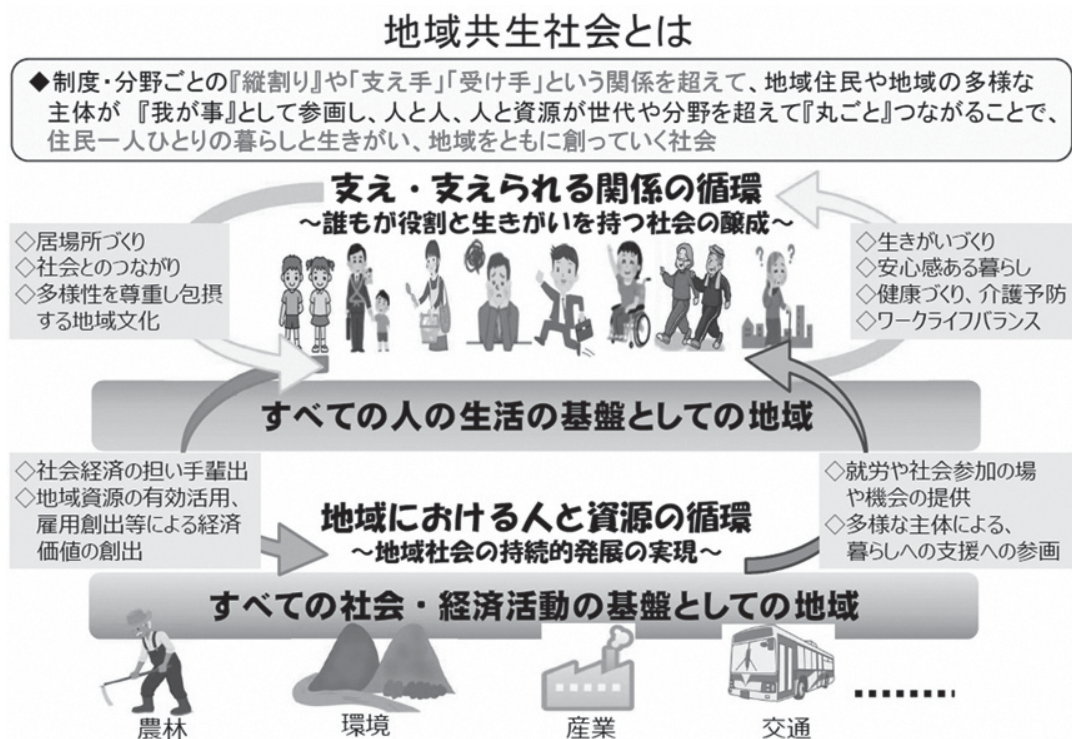 地域共生社会とは
◆制度・分野ごとの『縦割り』や「支え手」「受け手」という関係を超えて、地域住民や地域の多様な
主体が 『我が事』として参画し、人と人、人と資源が世代や分野を超えて『丸ごと』つながることで、
住民一人ひとりの暮らしと生きがい、地域をともに創っていく社会
支え・支えられる関係の循環
～誰もが役割と生きがいを持つ社会の醸成～
◇居場所づくり
◇社会とのつながり
◇多様性を尊重し包摂
する地域文化
◇生きがいづくり
◇安心感ある暮らし
◇健康づくり、介護予防
◇ワークライフバランス
すべての人の生活の基盤としての地域
◇社会経済の担い手輩出
◇地域資源の有効活用、
雇用創出等による経済
価値の創出
地域における人と資源の循環
～地域社会の持続的発展の実現～
◇就労や社会参加の場
や機会の提供
◇多様な主体による、
暮らしへの支援への参画
すべての社会・経済活動の基盤としての地域
農林
環境
産業
交通